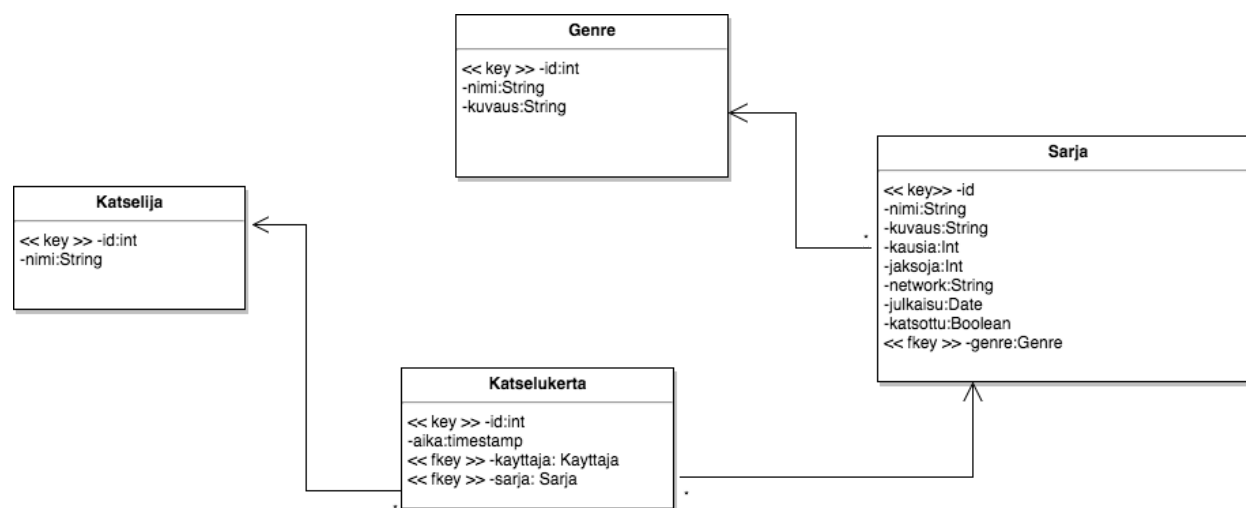 Genre
<< key >> -id:int
-nimi:String
-kuvaus:String
Sarja
<< key>> -id
-nimi:String
-kuvaus:String
-kausia:Int
-jaksoja:Int
-network:String
-julkaisu:Date
-katsottu:Boolean
<< fkey >> -genre:Genre
*
Katselija
<< key >> -id:int
-nimi:String
Katselukerta
<< key >> -id:int
-aika:timestamp
<< fkey >> -kayttaja: Kayttaja
<< fkey >> -sarja: Sarja
*
*